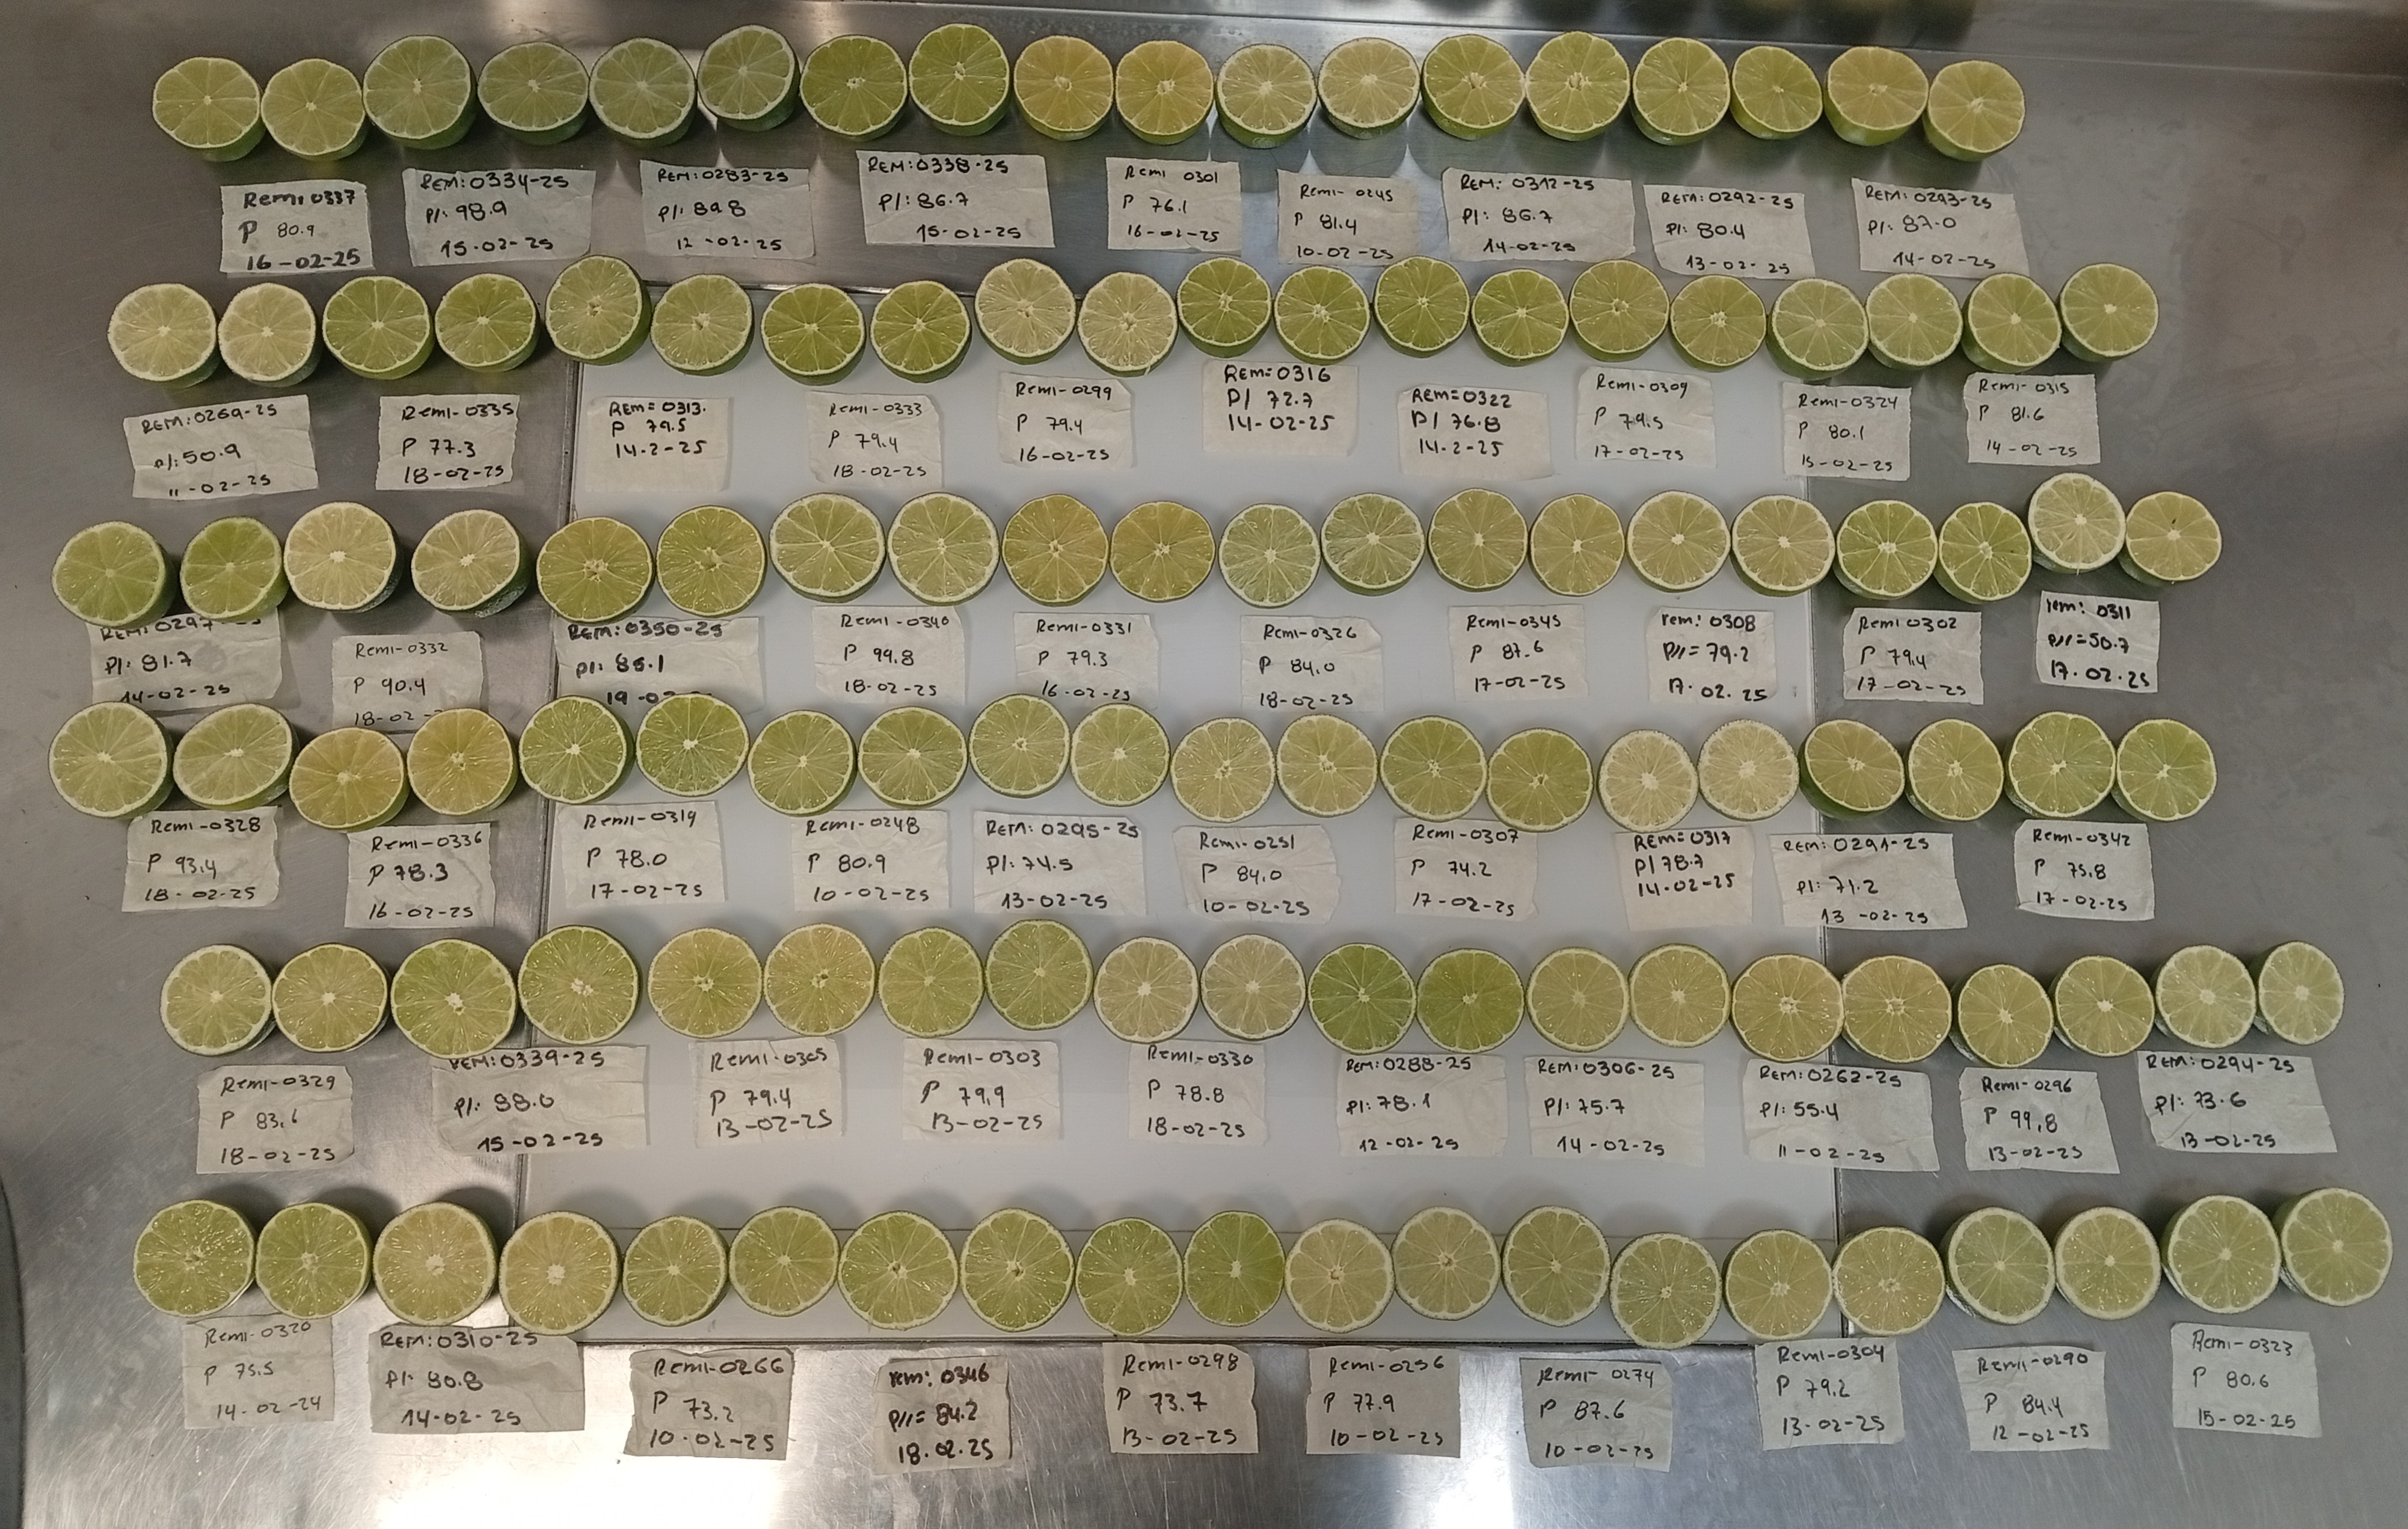 Remi 0337
P 80.9
16-02-25
REM:0334-25
P/: 98.9
15-02-25
REM:0283-25
P/: 89.8
12-02-25
REM:0338-25
P/: 86.7
15-02-25
Remi 0301
P 76.1
16-02-25
Remi-0245
P 81.4
10-02-25
REM: 0312-25
P/: 86.7
14-02-25
REM:0292-25
P/: 80.4
13-02-25
REM:0293-25
P/: 87.0
14-02-25
REM:0269-25
P/:50.9
11-02-25
Remi-0335
P 77.3
18-02-25
REM=0313.
P 79.5
14-2-25
Remi-0333
P 79.4
18-02-25
Remi-0299
P 79.4
16-02-25
REM=0316
P/ 72.7
14-02-25
REM=0322
P/ 76.8
14-2-25
Remi-0309
P 79.5
17-02-25
Remi-0324
P 80.1
15-02-25
Remi-0315
P 81.6
14-02-25
REM:0297-25
P/: 81.7
14-02-25
Remi-0332
P 90.4
18-02-
REM:0350-25
P/: 85.1
19-02
Remi-0340
P 99.8
18-02-25
Remi-0331
P 79.3
16-02-25
Remi-0326
P 84.0
18-02-25
Remi-0345
P 87.6
17-02-25
rem: 0308
P//= 79.2
17.02.25
Remi 0302
P 79.4
17-02-25
rem: 0311
P//=50.7
17.02.25
Remi-0328
P 93.4
18-02-25
Remi-0336
P 78.3
16-02-25
Remi-0319
P 78.0
17-02-25
Remi-0248
P 80.9
10-02-25
REM: 0295-25
P/: 74.5
13-02-25
Remi-0251
P 84.0
10-02-25
Remi-0307
P 74.2
17-02-25
REM:0317
P/ 78.7
14-02-25
REM: 0291-25
P/: 71.2
13-02-25
Remi-0342
P 75.8
17-02-25
Remi-0329
P 83.6
18-02-25
REM:0339-25
P/: 98.0
15-02-25
Remi-0305
P 79.4
13-02-25
Remi-0303
P 79.9
13-02-25
Remi-0330
P 78.8
18-02-25
REM:0288-25
P/: 78.1
12-02-25
REM:0306-25
P/: 75.7
14-02-25
REM:0262-25
P/: 55.4
11-02-25
Remi-0296
P 99.8
13-02-25
REM:0294-25
P/: 73.6
13-02-25
Remi-0320
P 75.5
14-02-24
REM:0310-25
P/: 80.8
14-02-25
Remi-0266
P 73.2
10-02-25
rem: 0346
P//= 84.2
18.02.25
Remi-0298
P 73.7
13-02-25
Remi-0256
P 77.9
10-02-25
Remi-0274
P 87.6
10-02-25
Remi-0304
P 79.2
13-02-25
Remi-0290
P 84.4
12-02-25
Remi-0323
P 80.6
15-02-25